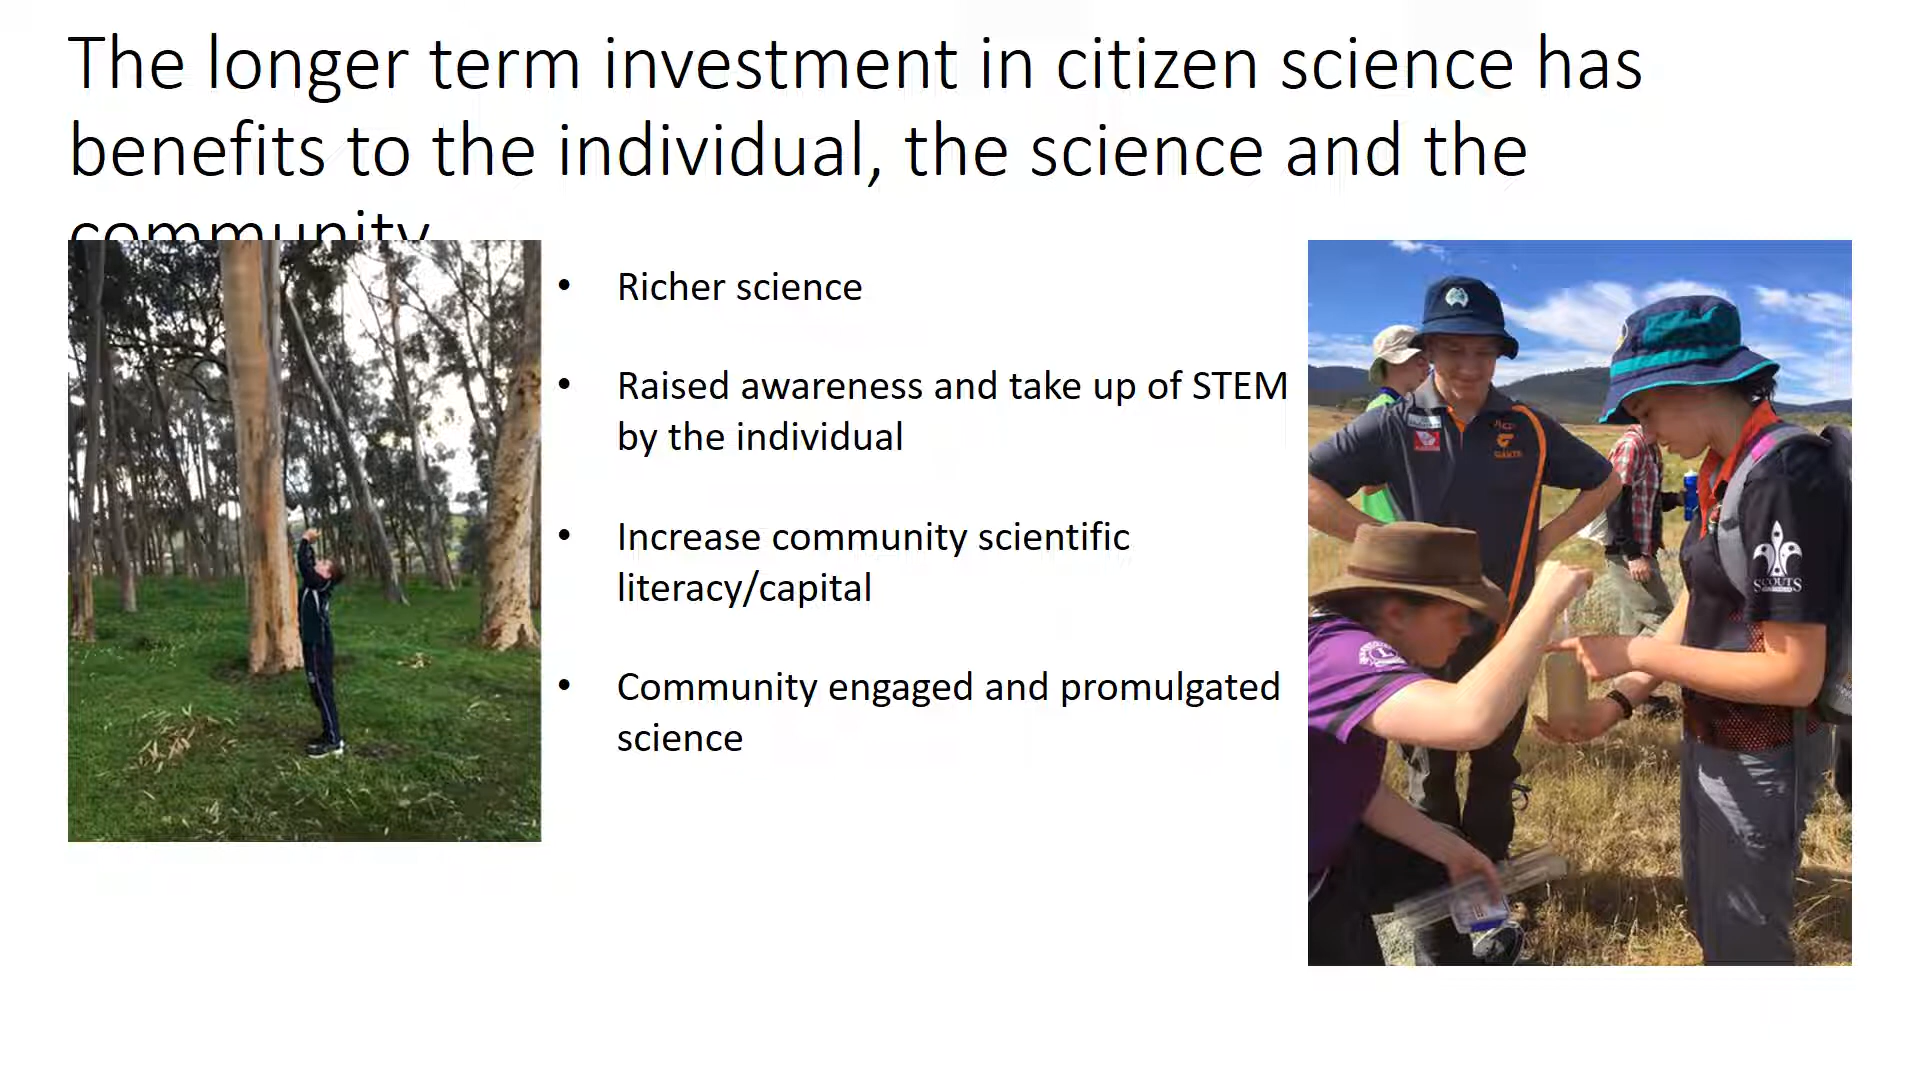 The longer term investment in citizen science has
benefits to the individual, the science and the
community
• Richer science
• Raised awareness and take up of STEM
by the individual
• Increase community scientific
literacy/capital
• Community engaged and promulgated
science
GIANTS
SCOUTS